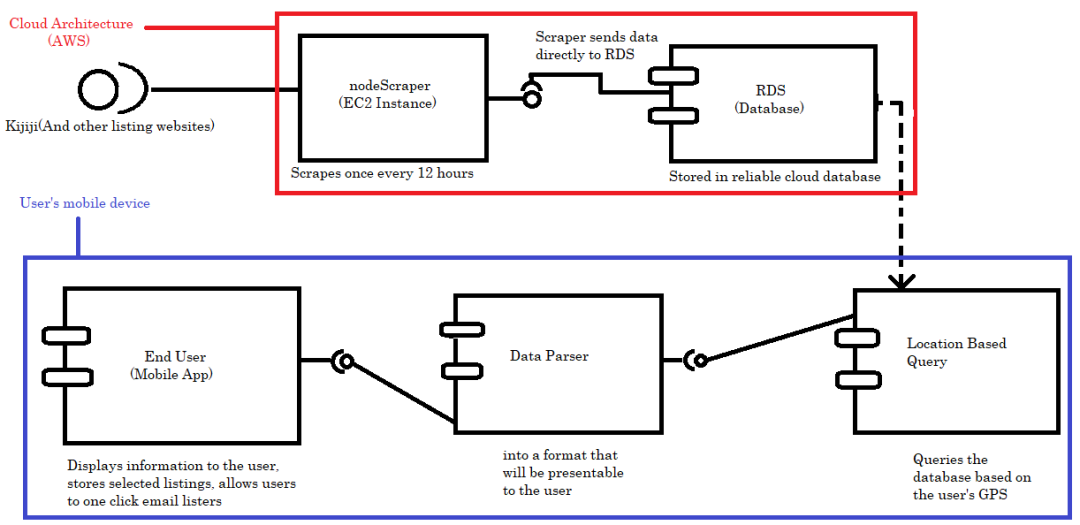 Cloud Architecture
(AWS)
Kijiji(And other listing websites)
nodeScraper
(EC2 Instance)
Scrapes once every 12 hours
Scraper sends data
directly to RDS
RDS
(Database)
Stored in reliable cloud database
User's mobile device
End User
(Mobile App)
Displays information to the user,
stores selected listings, allows users
to one click email listers
Data Parser
into a format that
will be presentable
to the user
Location Based
Query
Queries the
database based on
the user's GPS